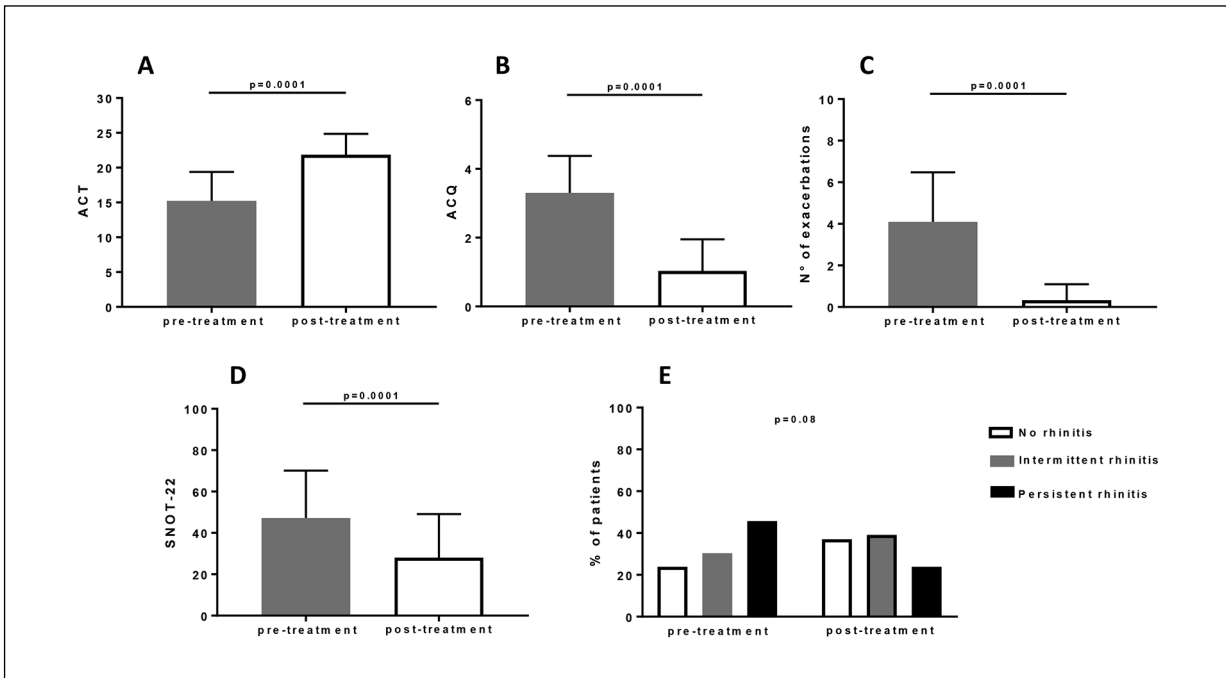 A
p=0.0001
30
25
20
15
10
5
0
ACT
pre-treatment post-treatment
B
p=0.0001
6
4
2
0
ACQ
pre-treatment post-treatment
C
p=0.0001
10
8
6
4
2
0
N° of exacerbations
pre-treatment post-treatment
D
p=0.0001
100
80
60
40
20
0
SNOT-22
pre-treatment post-treatment
E
p=0.08
100
80
60
40
20
0
% of patients
pre-treatment post-treatment
No rhinitis
Intermittent rhinitis
Persistent rhinitis